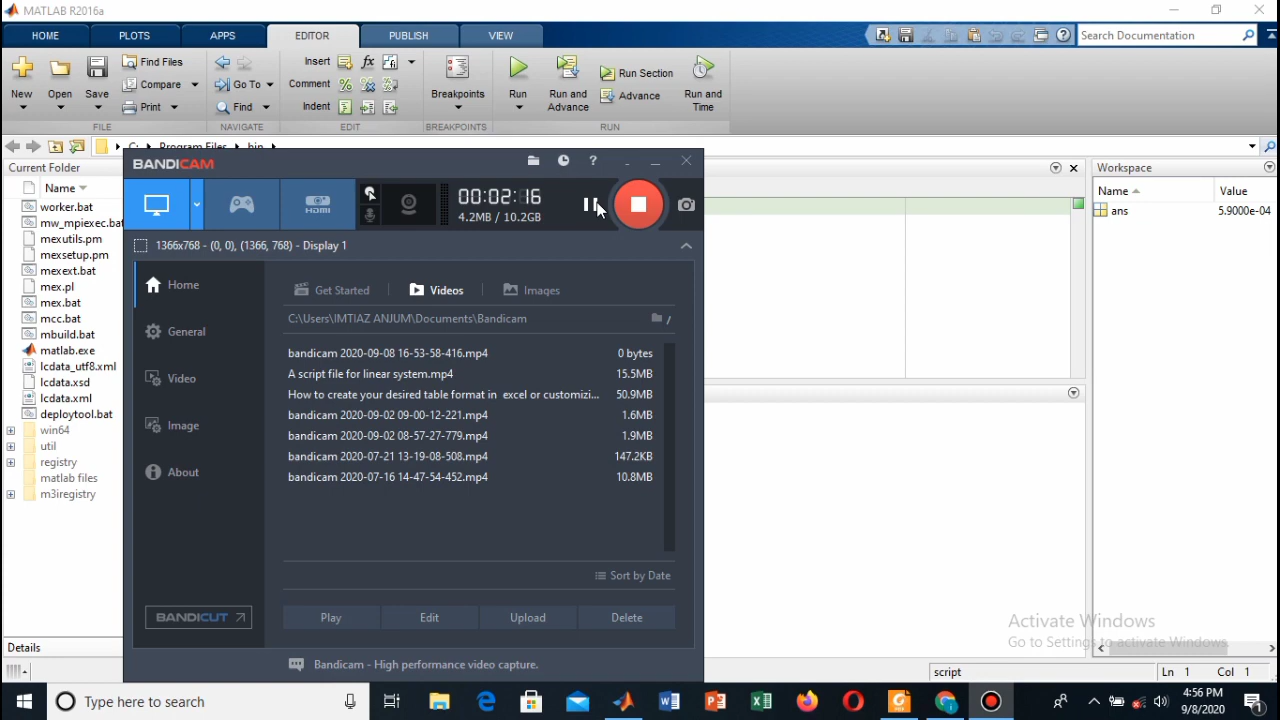 MATLAB R2016a
HOME PLOTS APPS EDITOR PUBLISH VIEW Search Documentation
New Open Save Find Files Compare Print
Go To Find
Insert fx
Comment
Indent
Breakpoints
Run Run and Advance Run Section Advance Run and Time
FILE NAVIGATE EDIT BREAKPOINTS RUN
C: Program Files bin
Current Folder
Name
worker.bat
mw_mpiexec.bat
mexutils.pm
mexsetup.pm
mexext.bat
mex.pl
mex.bat
mcc.bat
mbuild.bat
matlab.exe
lcdata_utf8.xml
lcdata.xsd
lcdata.xml
deploytool.bat
win64
util
registry
matlab files
m3iregistry
Details
BANDICAM
?
HDMI
00:02:16
4.2MB / 10.2GB
1366x768 - (0, 0), (1366, 768) - Display 1
Home
General
Video
Image
About
BANDICUT
Get Started Videos Images
C:\Users\IMTIAZ ANJUM\Documents\Bandicam /
bandicam 2020-09-08 16-53-58-416.mp4 0 bytes
A script file for linear system.mp4 15.5MB
How to create your desired table format in excel or customizi... 50.9MB
bandicam 2020-09-02 09-00-12-221.mp4 1.6MB
bandicam 2020-09-02 08-57-27-779.mp4 1.9MB
bandicam 2020-07-21 13-19-08-508.mp4 147.2KB
bandicam 2020-07-16 14-47-54-452.mp4 10.8MB
Sort by Date
Play Edit Upload Delete
Bandicam - High performance video capture.
Workspace
Name Value
ans 5.9000e-04
Activate Windows
Go to Settings to activate Windows.
script Ln 1 Col 1
Type here to search
4:56 PM
9/8/2020